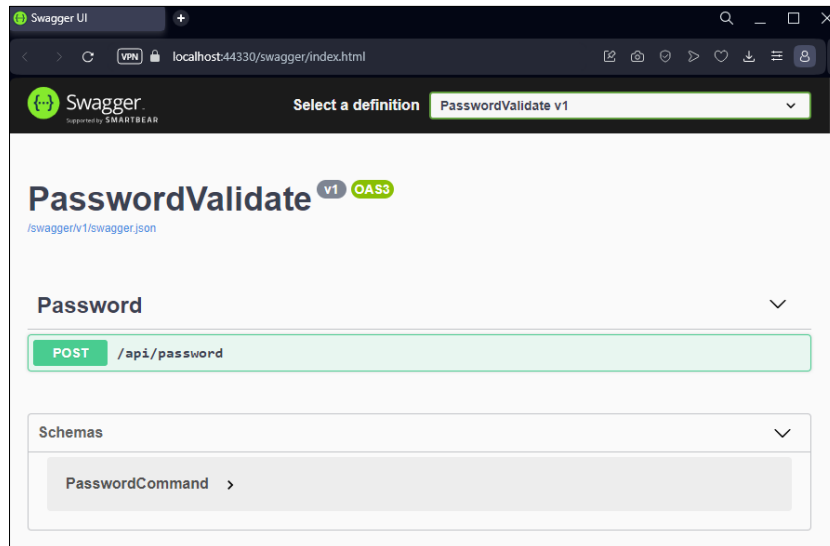 Swagger UI
VPN localhost:44330/swagger/index.html
Swagger.
Supported by SMARTBEAR
Select a definition
PasswordValidate v1
PasswordValidate v1 OAS3
/swagger/v1/swagger.json
Password
POST /api/password
Schemas
PasswordCommand